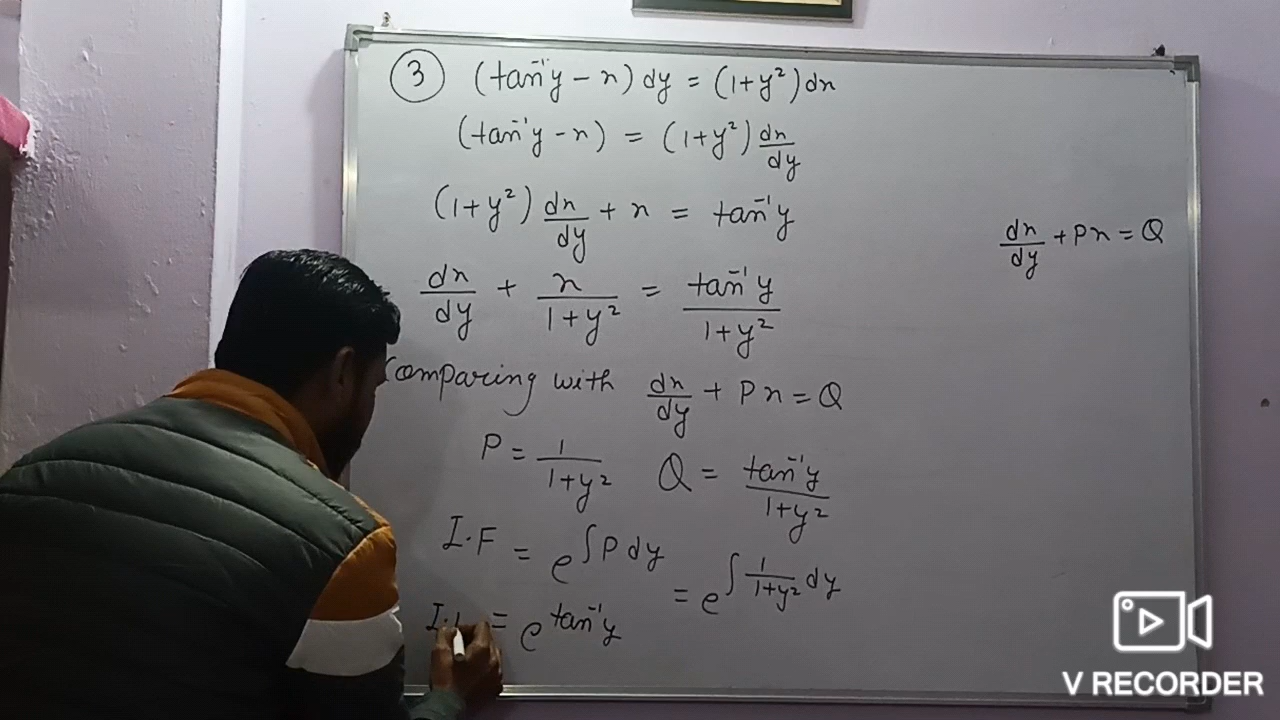 ③ (tan⁻¹y - x) dy = (1+y²) dx
(tan⁻¹y - x) = (1+y²) dx/dy
(1+y²) dx/dy + x = tan⁻¹y
dx/dy + Px = Q
dx/dy + x/(1+y²) = tan⁻¹y/(1+y²)
Comparing with dx/dy + Px = Q
P = 1/(1+y²) Q = tan⁻¹y/(1+y²)
I.F = e^∫P dy = e^∫1/(1+y²) dy
= e^tan⁻¹y
V RECORDER